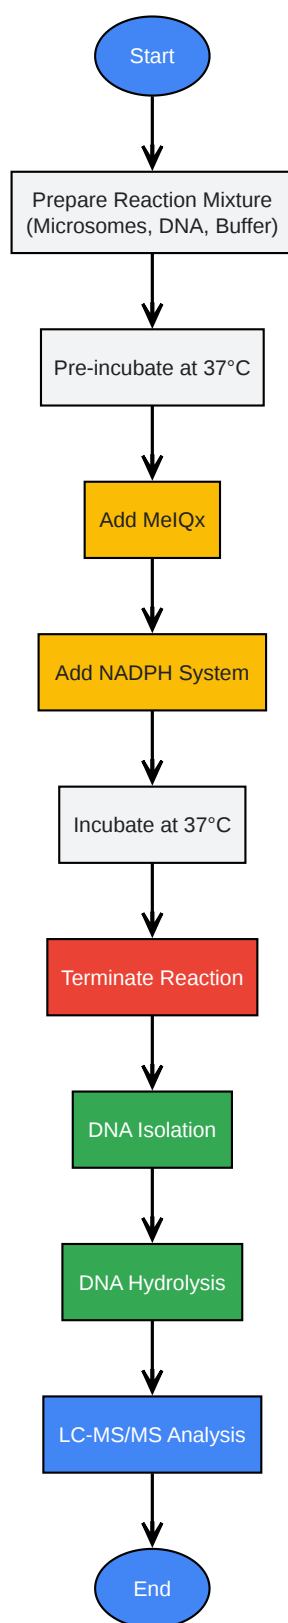 Start
Prepare Reaction Mixture
(Microsomes, DNA, Buffer)
Pre-incubate at 37°C
Add MeIQx
Add NADPH System
Incubate at 37°C
Terminate Reaction
DNA Isolation
DNA Hydrolysis
LC-MS/MS Analysis
End